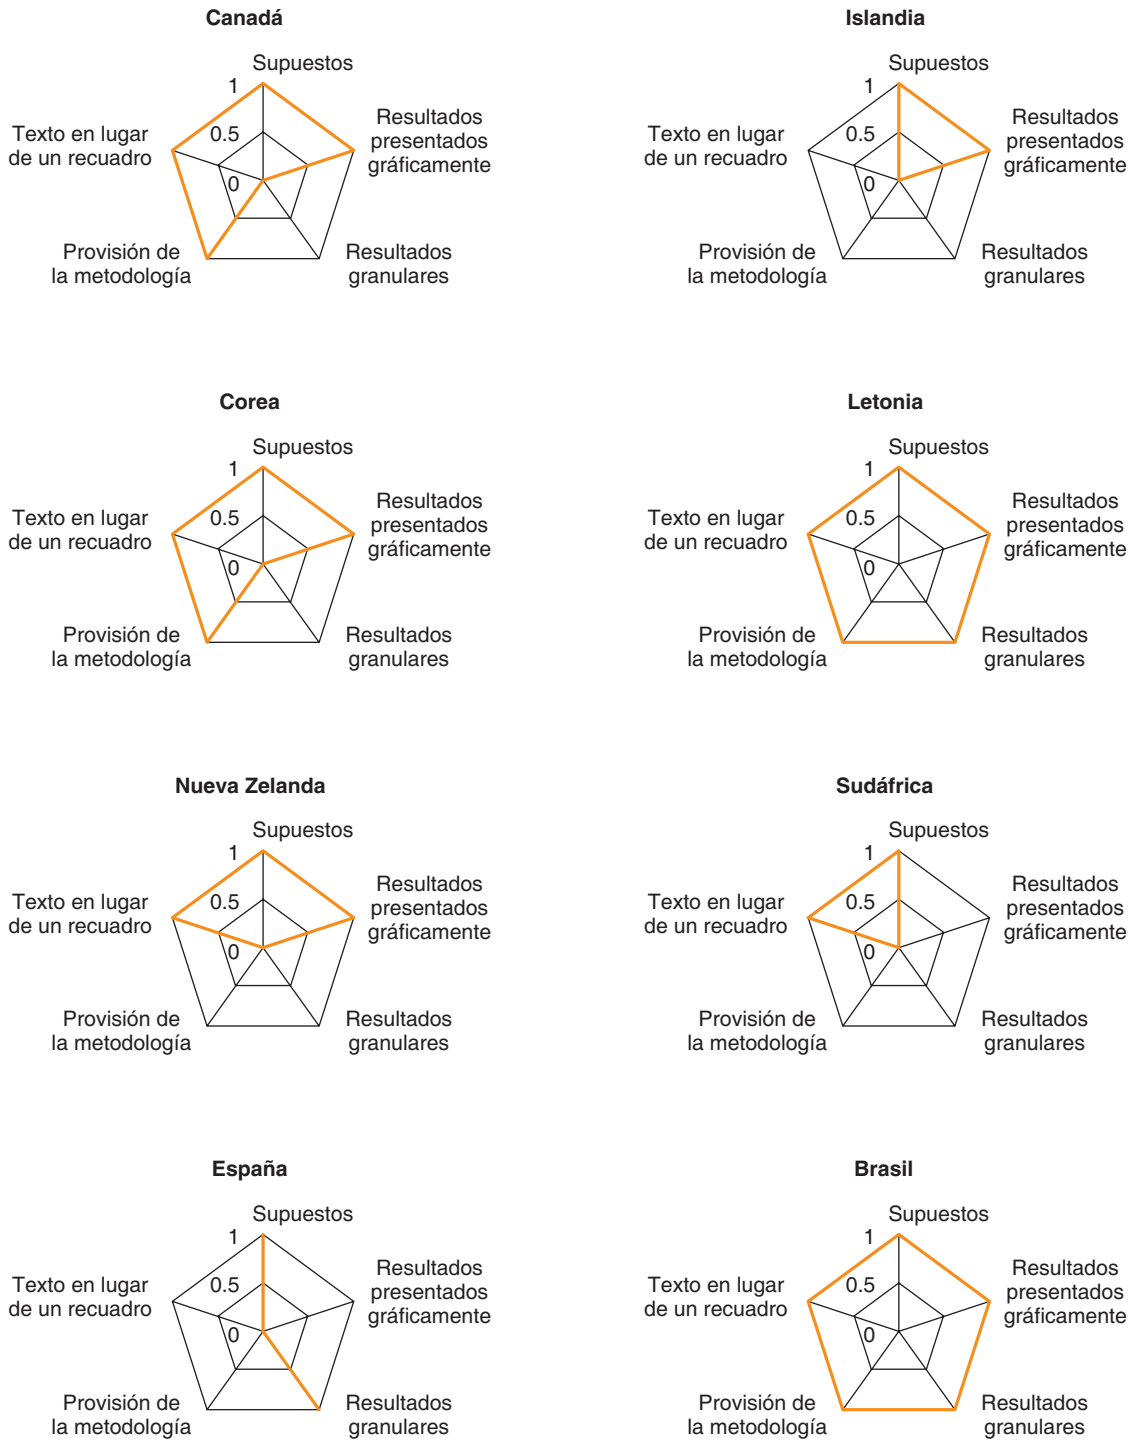 Canadá
Supuestos
1
Resultados
presentados
gráficamente
Texto en lugar
de un recuadro
0.5
0
Provisión de
la metodología
Resultados
granulares
Islandia
Supuestos
1
Resultados
presentados
gráficamente
Texto en lugar
de un recuadro
0.5
0
Provisión de
la metodología
Resultados
granulares
Corea
Supuestos
1
Resultados
presentados
gráficamente
Texto en lugar
de un recuadro
0.5
0
Provisión de
la metodología
Resultados
granulares
Letonia
Supuestos
1
Resultados
presentados
gráficamente
Texto en lugar
de un recuadro
0.5
0
Provisión de
la metodología
Resultados
granulares
Nueva Zelanda
Supuestos
1
Resultados
presentados
gráficamente
Texto en lugar
de un recuadro
0.5
0
Provisión de
la metodología
Resultados
granulares
Sudáfrica
Supuestos
1
Resultados
presentados
gráficamente
Texto en lugar
de un recuadro
0.5
0
Provisión de
la metodología
Resultados
granulares
España
Supuestos
1
Resultados
presentados
gráficamente
Texto en lugar
de un recuadro
0.5
0
Provisión de
la metodología
Resultados
granulares
Brasil
Supuestos
1
Resultados
presentados
gráficamente
Texto en lugar
de un recuadro
0.5
0
Provisión de
la metodología
Resultados
granulares